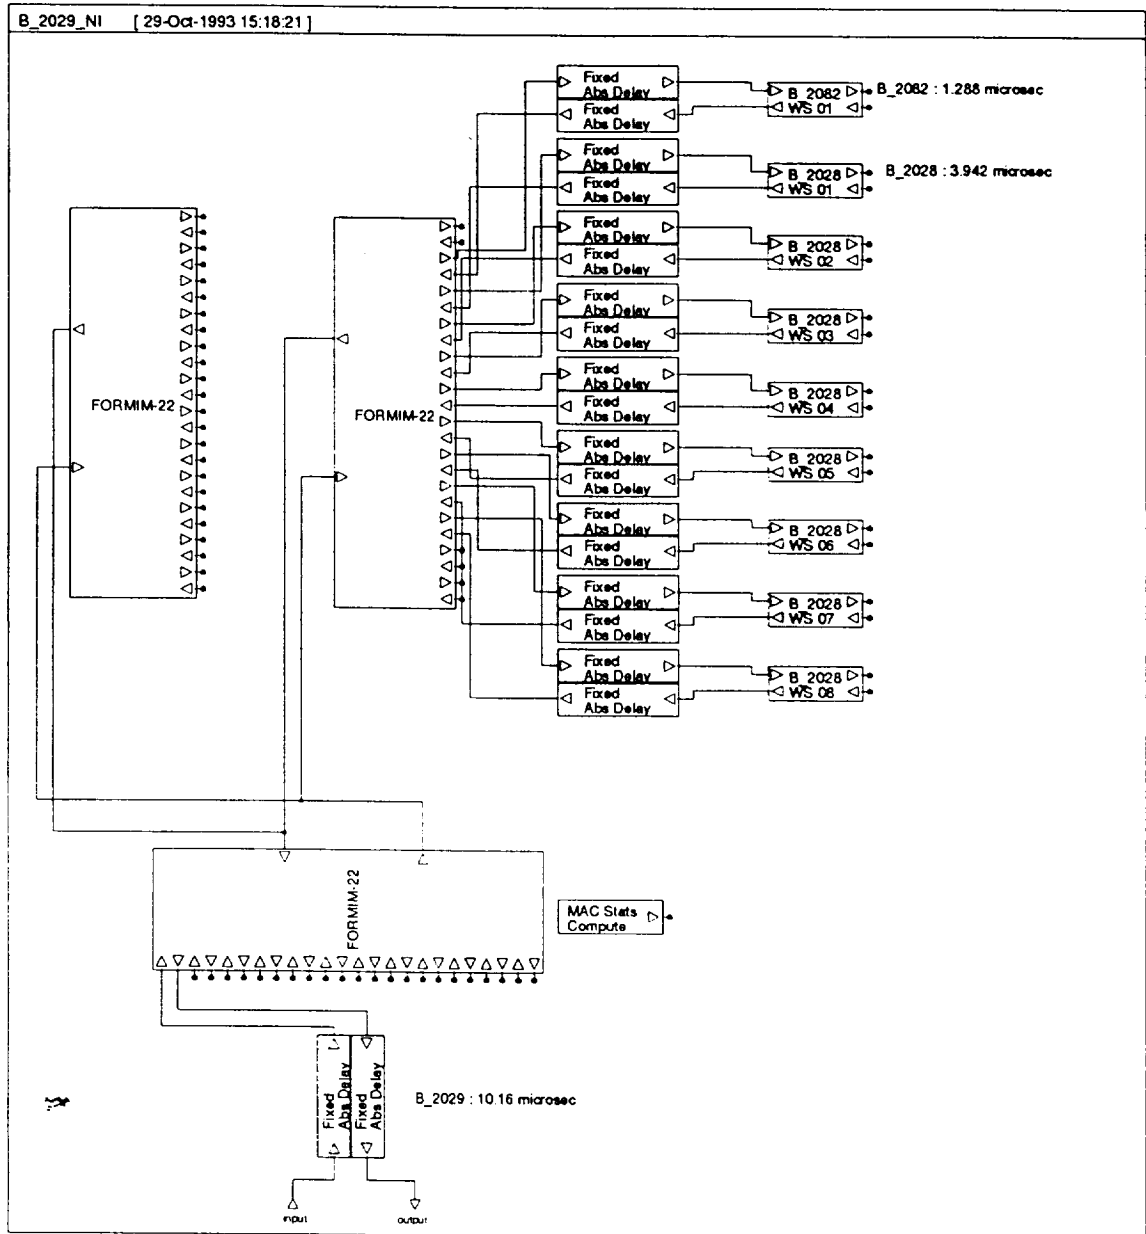 B_2029_NI [ 29-Oct-1993 15:18:21 ]
Fixed
Abs Delay
Fixed
Abs Delay
B_2082
WS 01
B_2082 : 1.288 microsec
Fixed
Abs Delay
Fixed
Abs Delay
B_2028
WS 01
B_2028 : 3.942 microsec
Fixed
Abs Delay
Fixed
Abs Delay
B_2028
WS 02
Fixed
Abs Delay
Fixed
Abs Delay
B_2028
WS 03
FORMIM-22
FORMIM-22
Fixed
Abs Delay
Fixed
Abs Delay
B_2028
WS 04
Fixed
Abs Delay
Fixed
Abs Delay
B_2028
WS 05
Fixed
Abs Delay
Fixed
Abs Delay
B_2028
WS 06
Fixed
Abs Delay
Fixed
Abs Delay
B_2028
WS 07
Fixed
Abs Delay
Fixed
Abs Delay
B_2028
WS 08
FORMIM-22
MAC Stats
Compute
Fixed
Abs Delay
Fixed
Abs Delay
B_2029 : 10.16 microsec
input
output